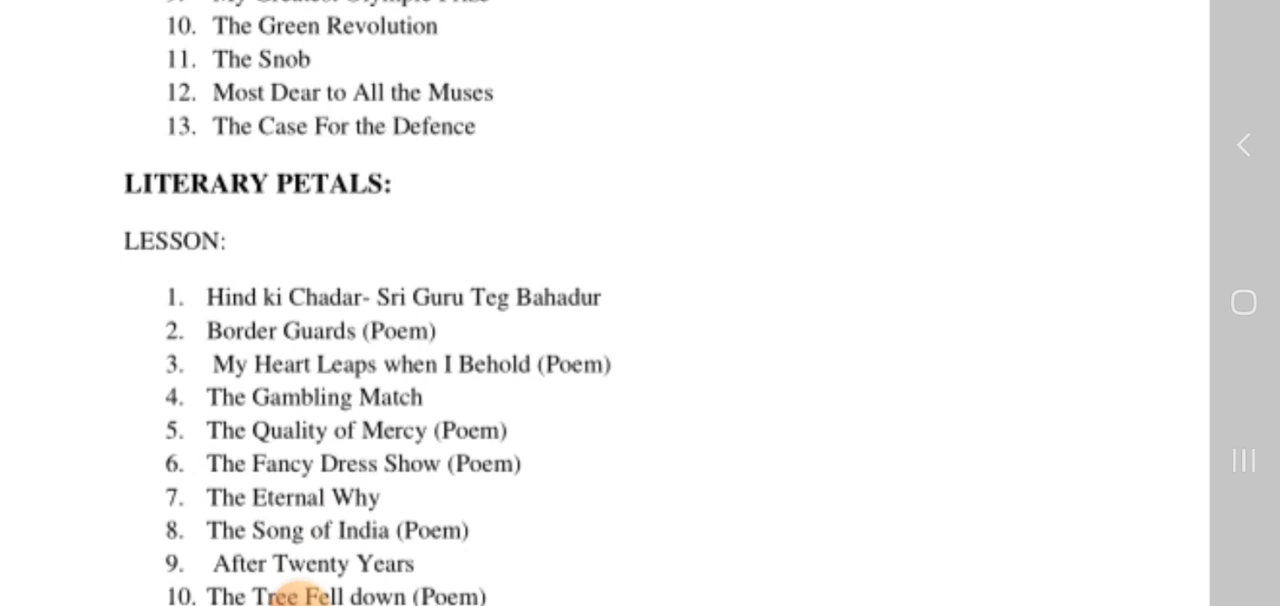 10. The Green Revolution
11. The Snob
12. Most Dear to All the Muses
13. The Case For the Defence
LITERARY PETALS:
LESSON:
1. Hind ki Chadar- Sri Guru Teg Bahadur
2. Border Guards (Poem)
3. My Heart Leaps when I Behold (Poem)
4. The Gambling Match
5. The Quality of Mercy (Poem)
6. The Fancy Dress Show (Poem)
7. The Eternal Why
8. The Song of India (Poem)
9. After Twenty Years
10. The Tree Fell down (Poem)